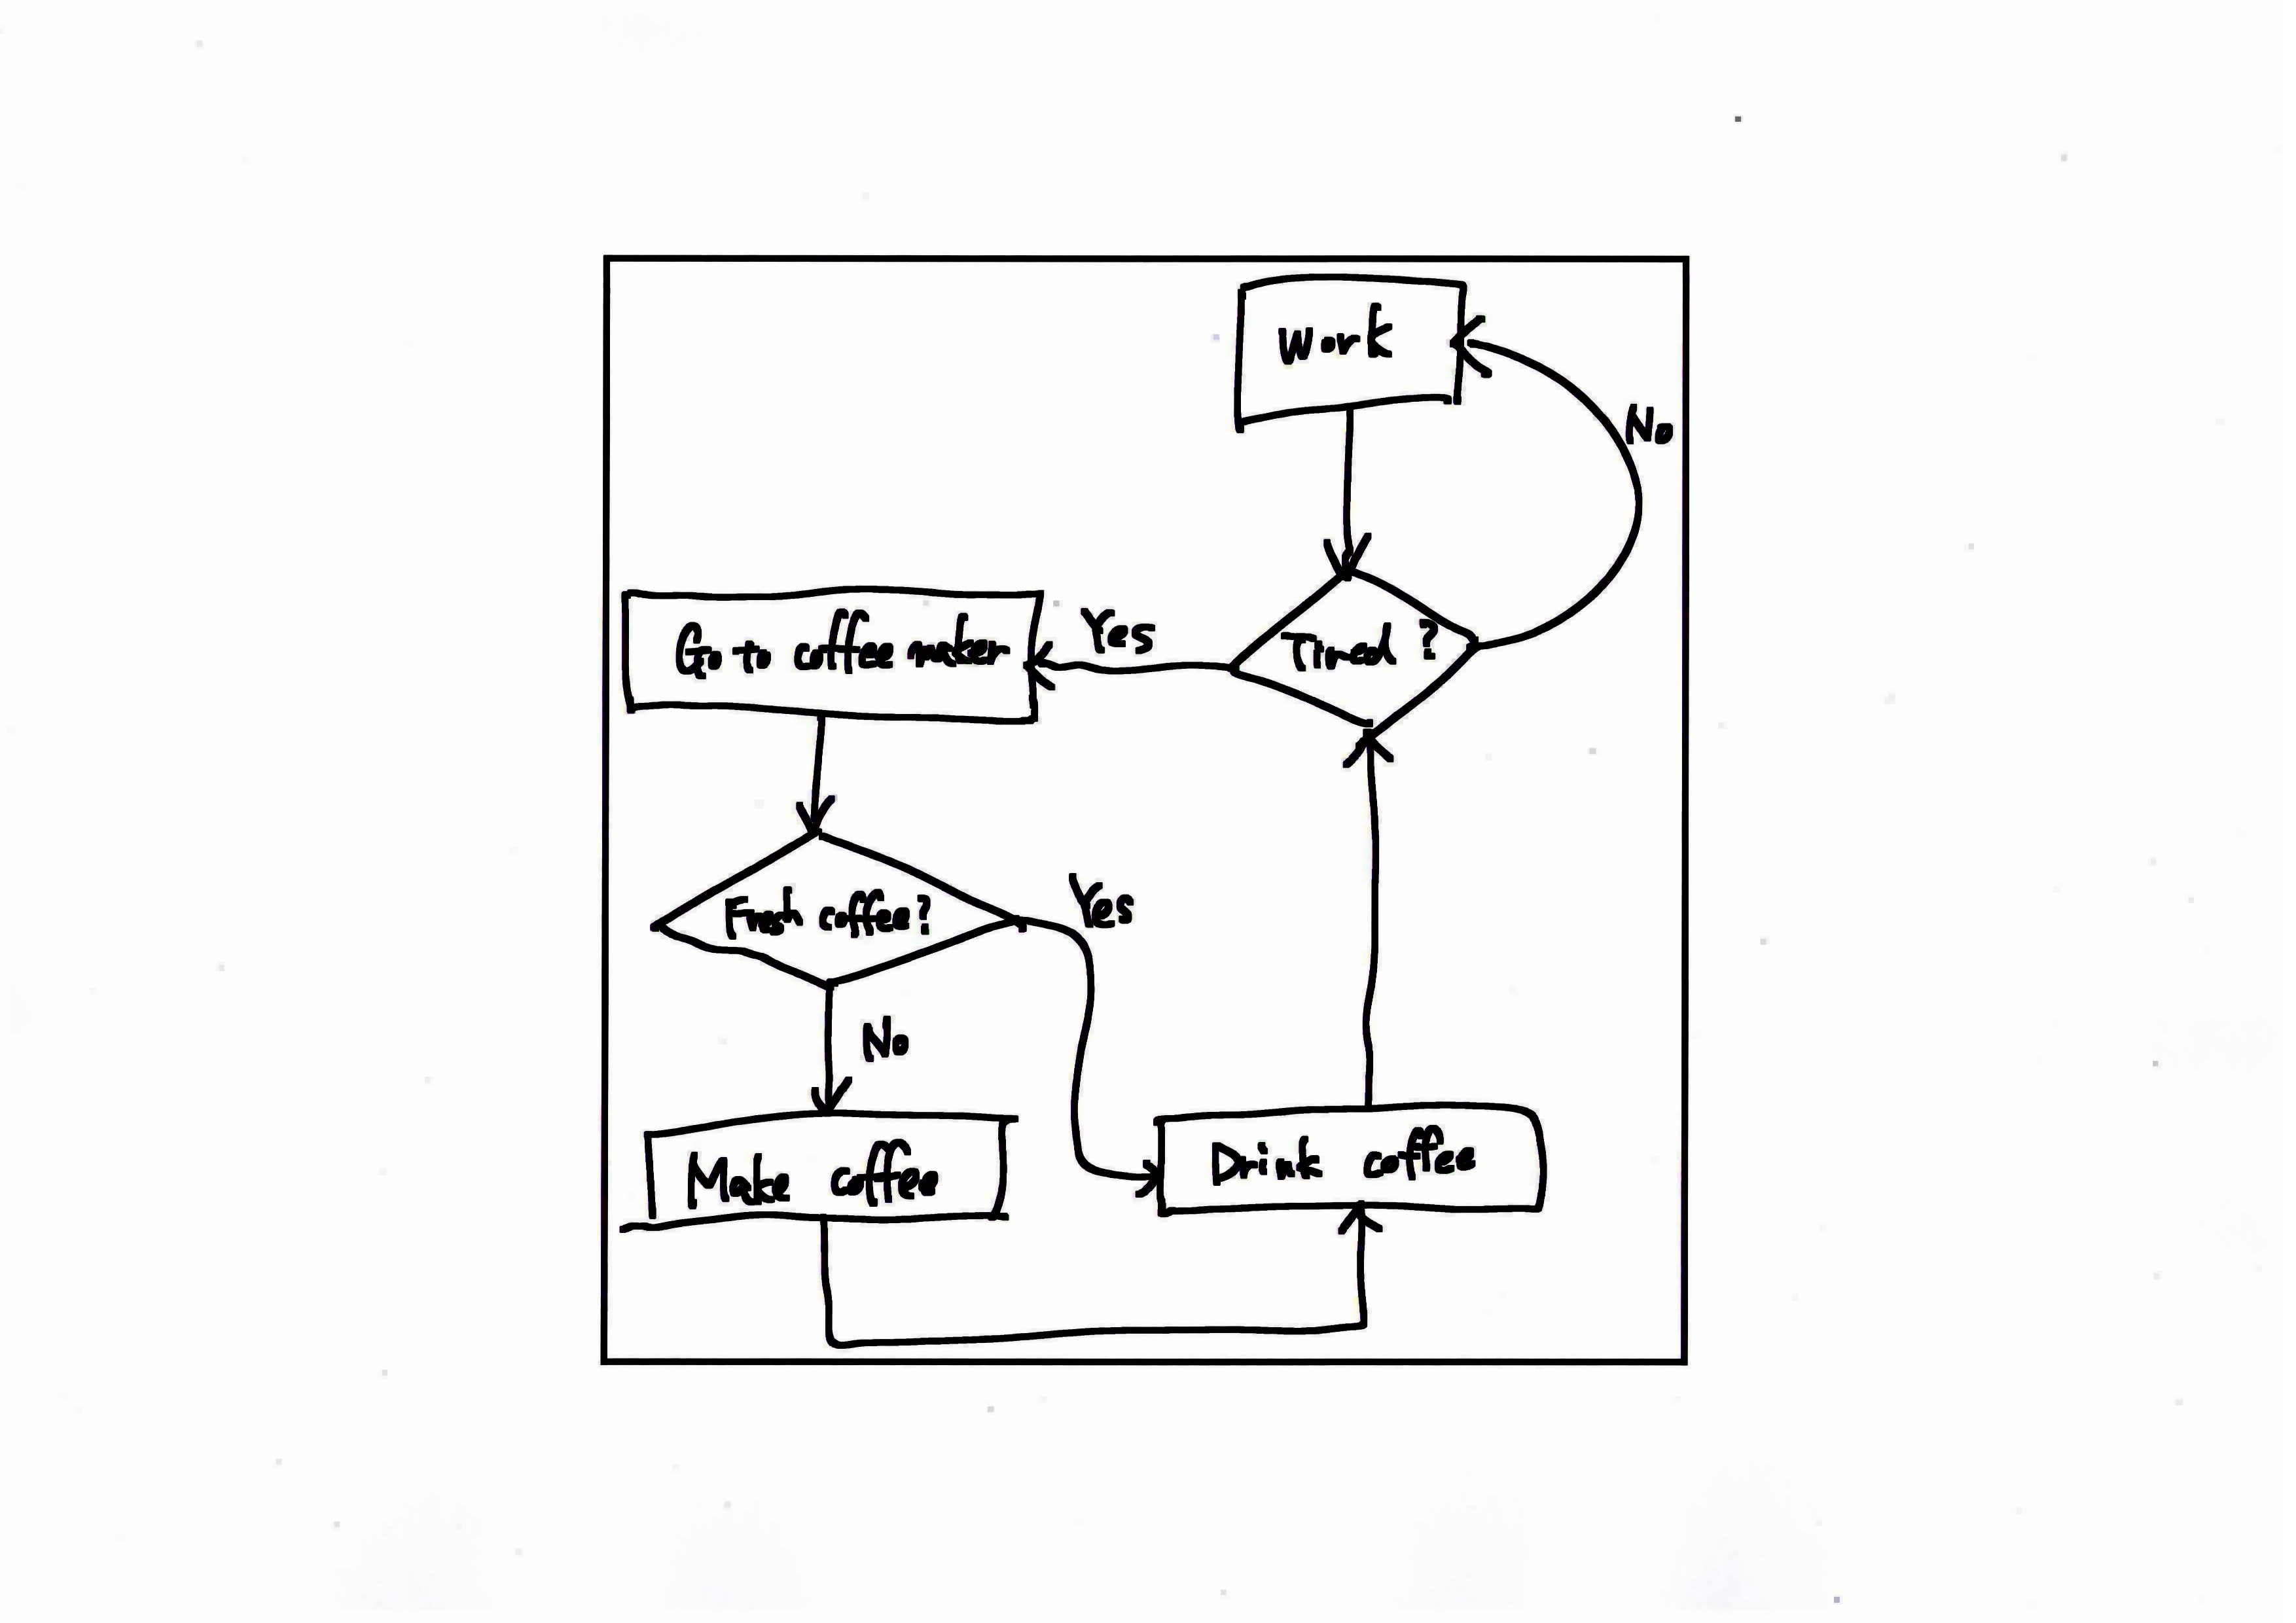 Work
No
Tired ?
Yes
Go to coffee maker
Fresh coffee?
Yes
No
Make coffee
Drink coffee